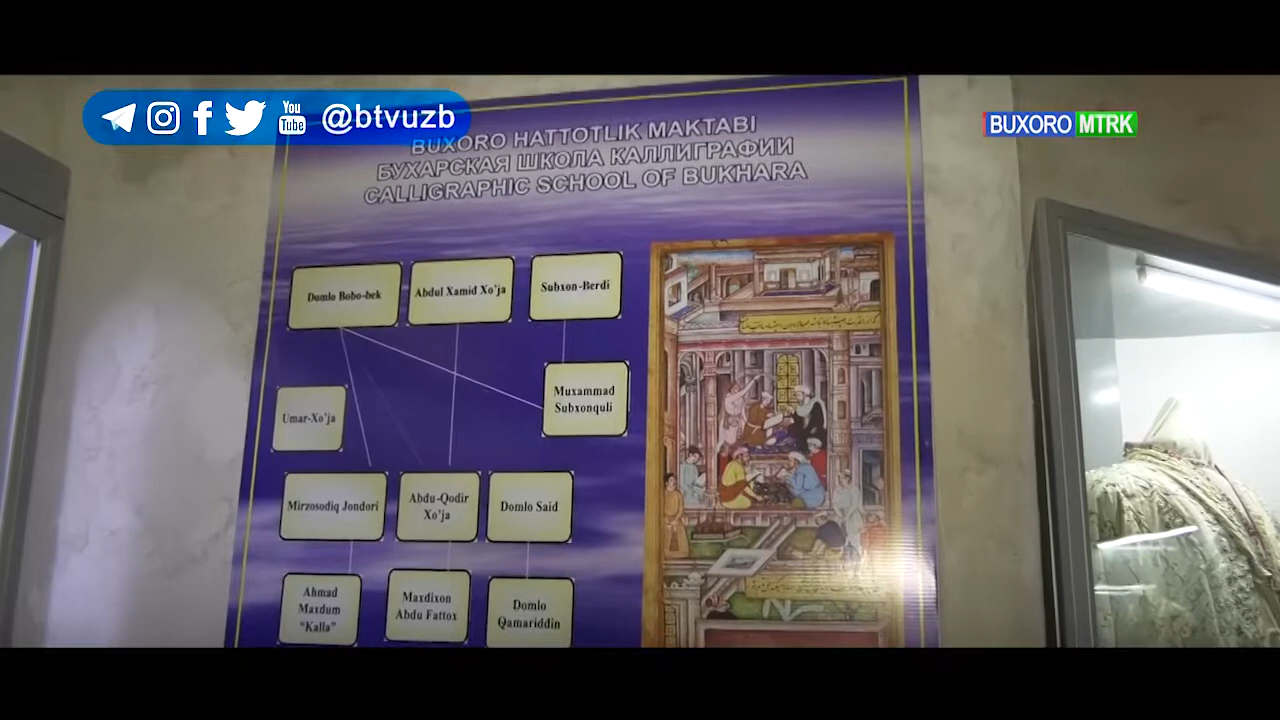 You
Tube
@btvuzb
BUXORO MTRK
BUXORO HATTOTLIK MAKTABI
БУХАРСКАЯ ШКОЛА КАЛЛИГРАФИИ
CALLIGRAPHIC SCHOOL OF BUKHARA
Domlo Bobo-bek
Abdul Xamid Xo'ja
Subxon-Berdi
Umar-Xo'ja
Muxammad
Subxonquli
Mirzosodiq Jondori
Abdu-Qodir
Xo'ja
Domlo Said
Ahmad
Maxdum
“Kalla”
Maxdixon
Abdu Fattox
Domlo
Qamariddin